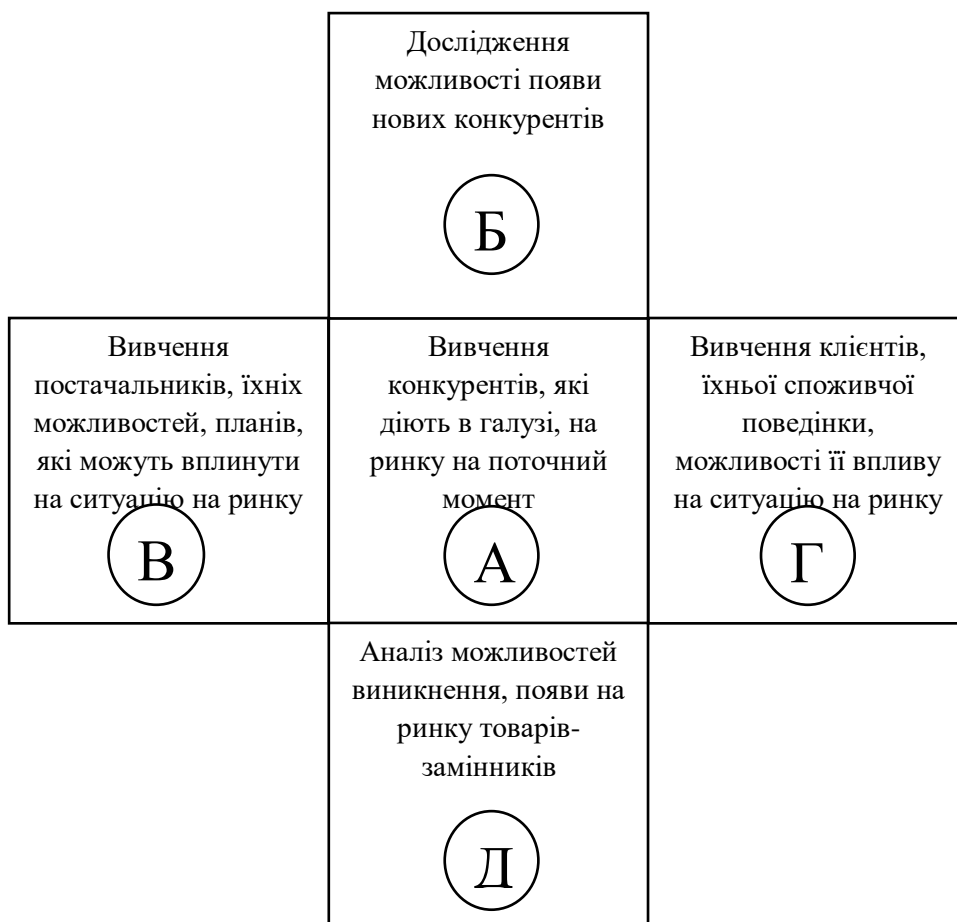 Дослідження
можливості появи
нових конкурентів
Б
Вивчення
постачальників, їхніх
можливостей, планів,
які можуть вплинути
на ситуацію на ринку
В
Вивчення
конкурентів, які
діють в галузі, на
ринку на поточний
момент
А
Вивчення клієнтів,
їхньої споживчої
поведінки,
можливості її впливу
на ситуацію на ринку
Г
Аналіз можливостей
виникнення, появи на
ринку товарів-
замінників
Д